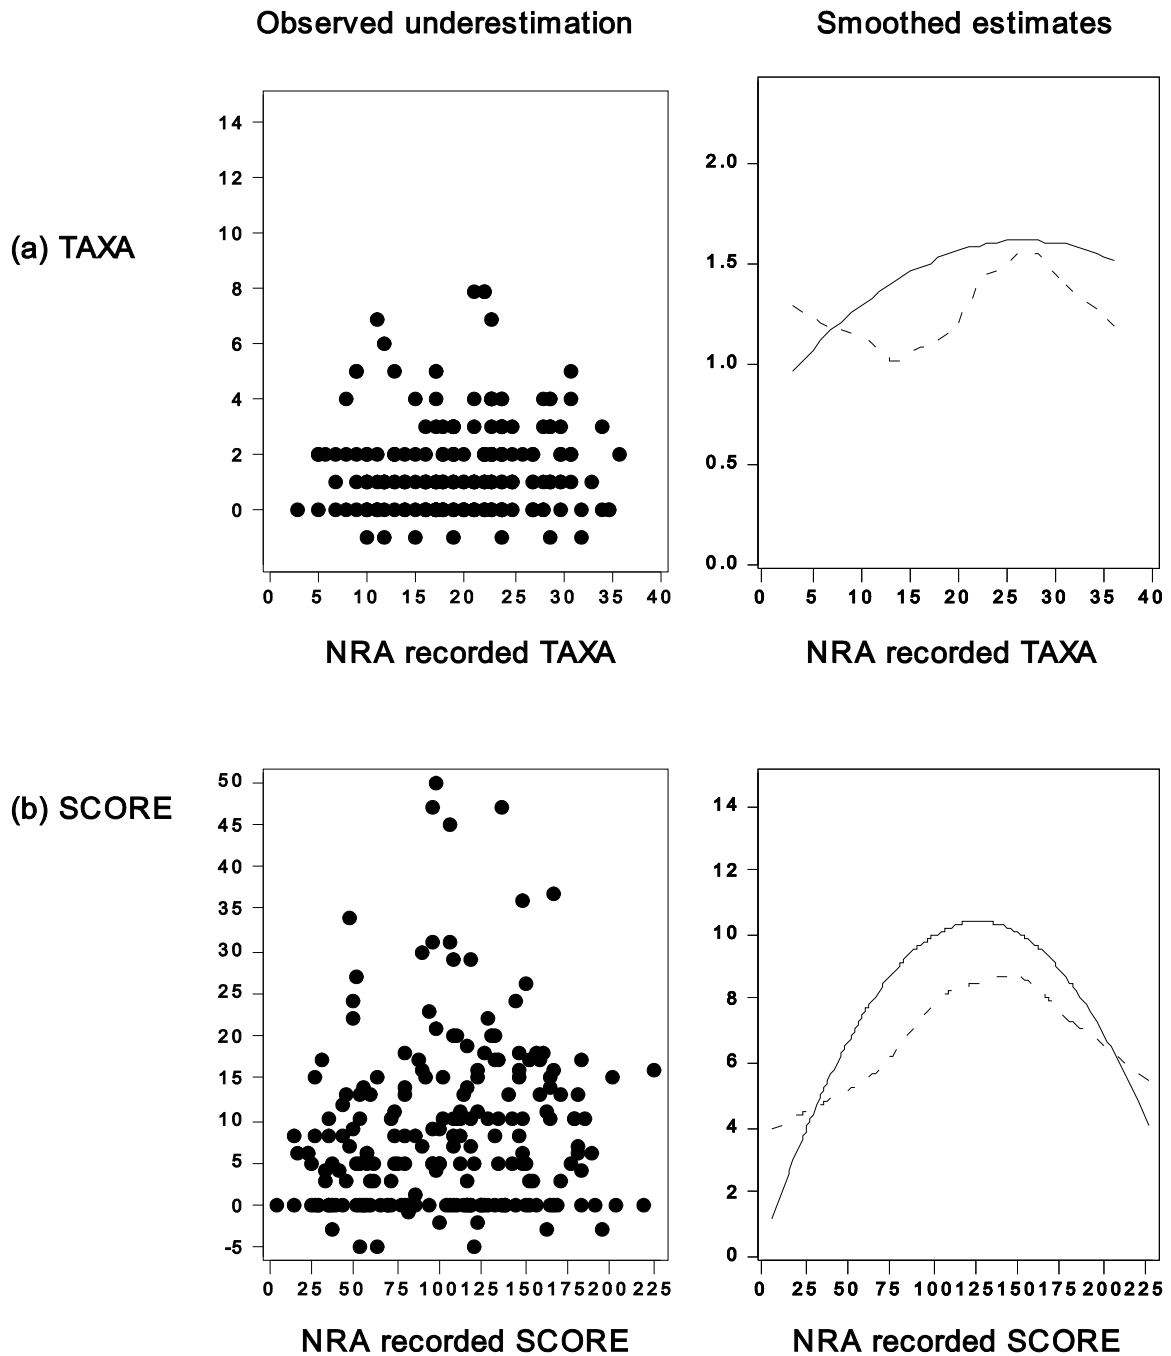 Observed underestimation
Smoothed estimates
(a) TAXA
14
12
10
8
6
4
2
0
0 5 10 15 20 25 30 35 40
NRA recorded TAXA
2.0
1.5
1.0
0.5
0.0
0 5 10 15 20 25 30 35 40
NRA recorded TAXA
(b) SCORE
50
45
40
35
30
25
20
15
10
5
0
-5
0 25 50 75 100 125 150 175 200 225
NRA recorded SCORE
14
12
10
8
6
4
2
0
0 25 50 75 100 125 150 175 200 225
NRA recorded SCORE